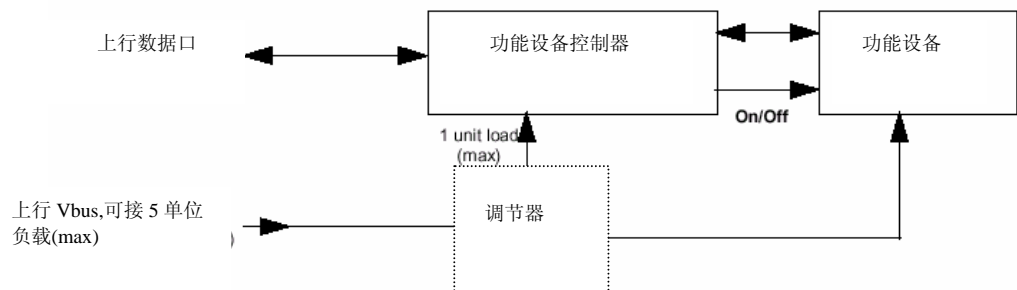 上行数据口
功能设备控制器
功能设备
On/Off
1 unit load
(max)
上行 Vbus,可接 5 单位
负载(max)
调节器
)